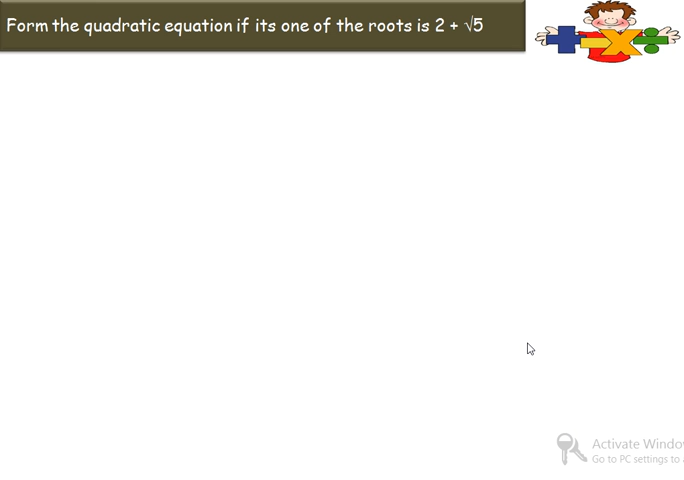 Form the quadratic equation if its one of the roots is 2 + √5
Activate Windo
Go to PC settings to